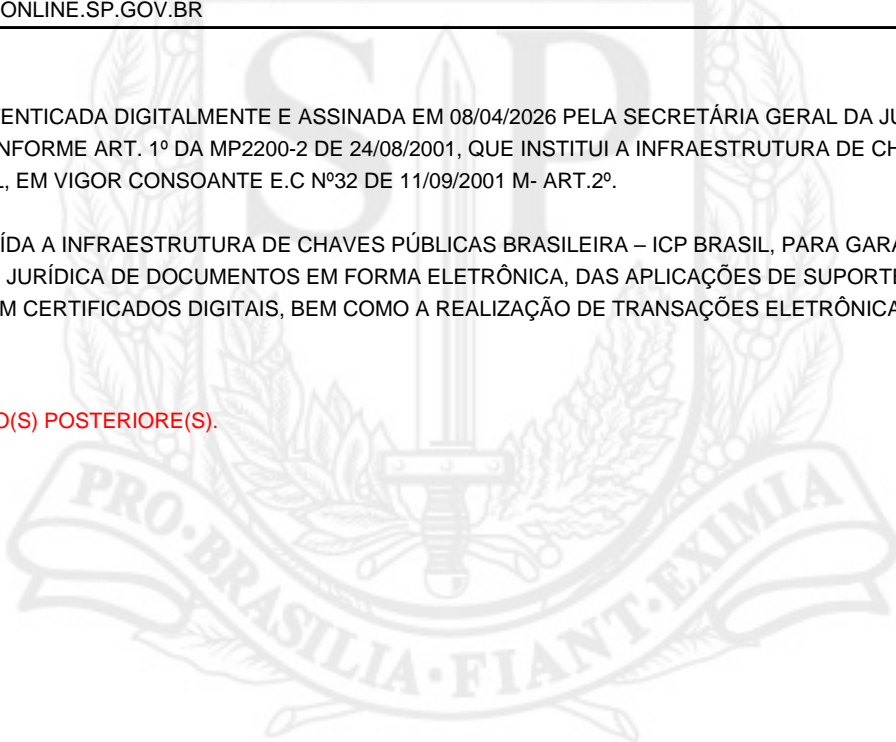 ONLINE.SP.GOV.BR
ENTICADA DIGITALMENTE E ASSINADA EM 08/04/2026 PELA SECRETÁRIA GERAL DA JU
NFORME ART. 1º DA MP2200-2 DE 24/08/2001, QUE INSTITUI A INFRAESTRUTURA DE CH
L, EM VIGOR CONSOANTE E.C Nº32 DE 11/09/2001 M- ART.2º.
ÍDA A INFRAESTRUTURA DE CHAVES PÚBLICAS BRASILEIRA – ICP BRASIL, PARA GARA
JURÍDICA DE DOCUMENTOS EM FORMA ELETRÔNICA, DAS APLICAÇÕES DE SUPORTE
M CERTIFICADOS DIGITAIS, BEM COMO A REALIZAÇÃO DE TRANSAÇÕES ELETRÔNICA
O(S) POSTERIORE(S).
SP
PRO·BRASILIA·FIANT·EXIMIA